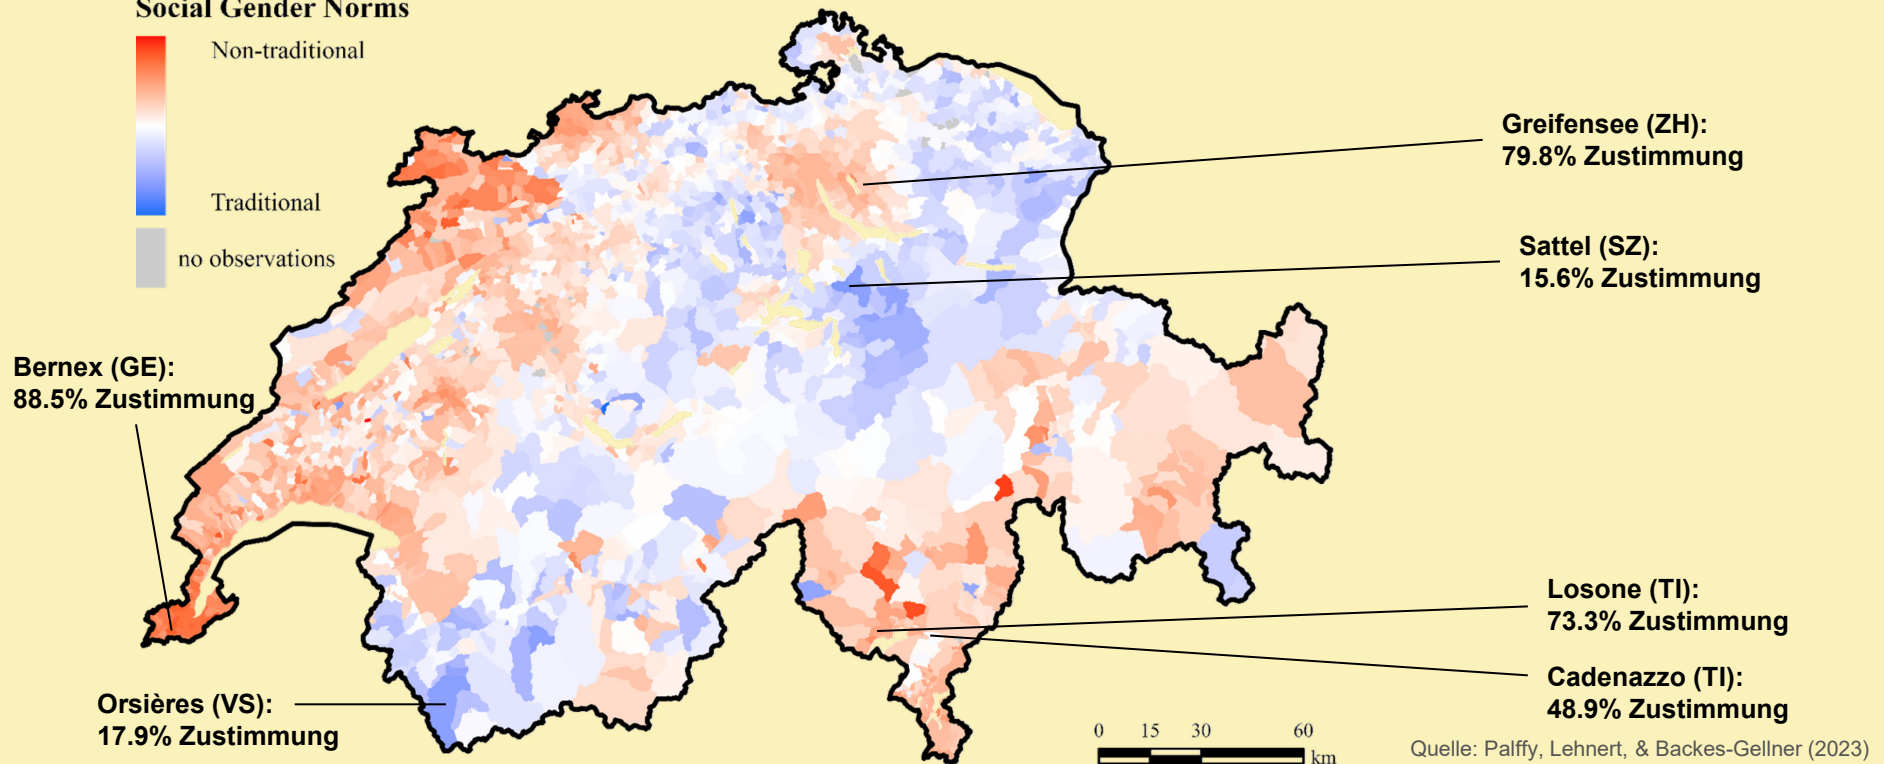 Social Gender Norms
Non-traditional
Traditional
no observations
Greifensee (ZH):
79.8% Zustimmung
Sattel (SZ):
15.6% Zustimmung
Bernex (GE):
88.5% Zustimmung
Losone (TI):
73.3% Zustimmung
Cadenazzo (TI):
48.9% Zustimmung
Orsières (VS):
17.9% Zustimmung
0 15 30 60
km
Quelle: Palffy, Lehnert, & Backes-Gellner (2023)